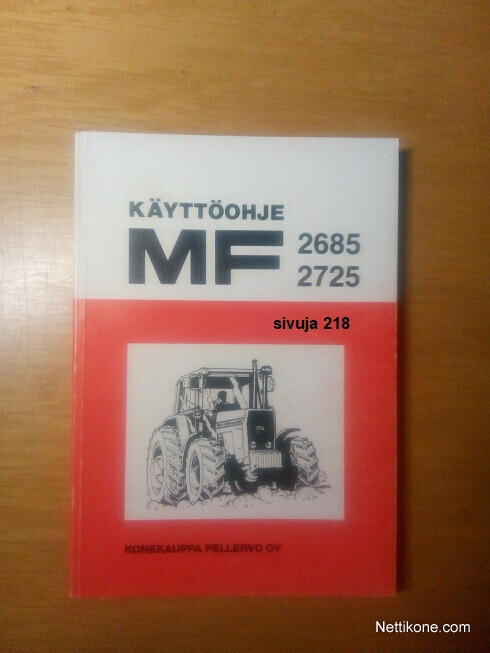 KÄYTTÖOHJE
MF 2685
2725
sivuja 218
KONEKAUPPA PELLERVO OY
Nettikone.com